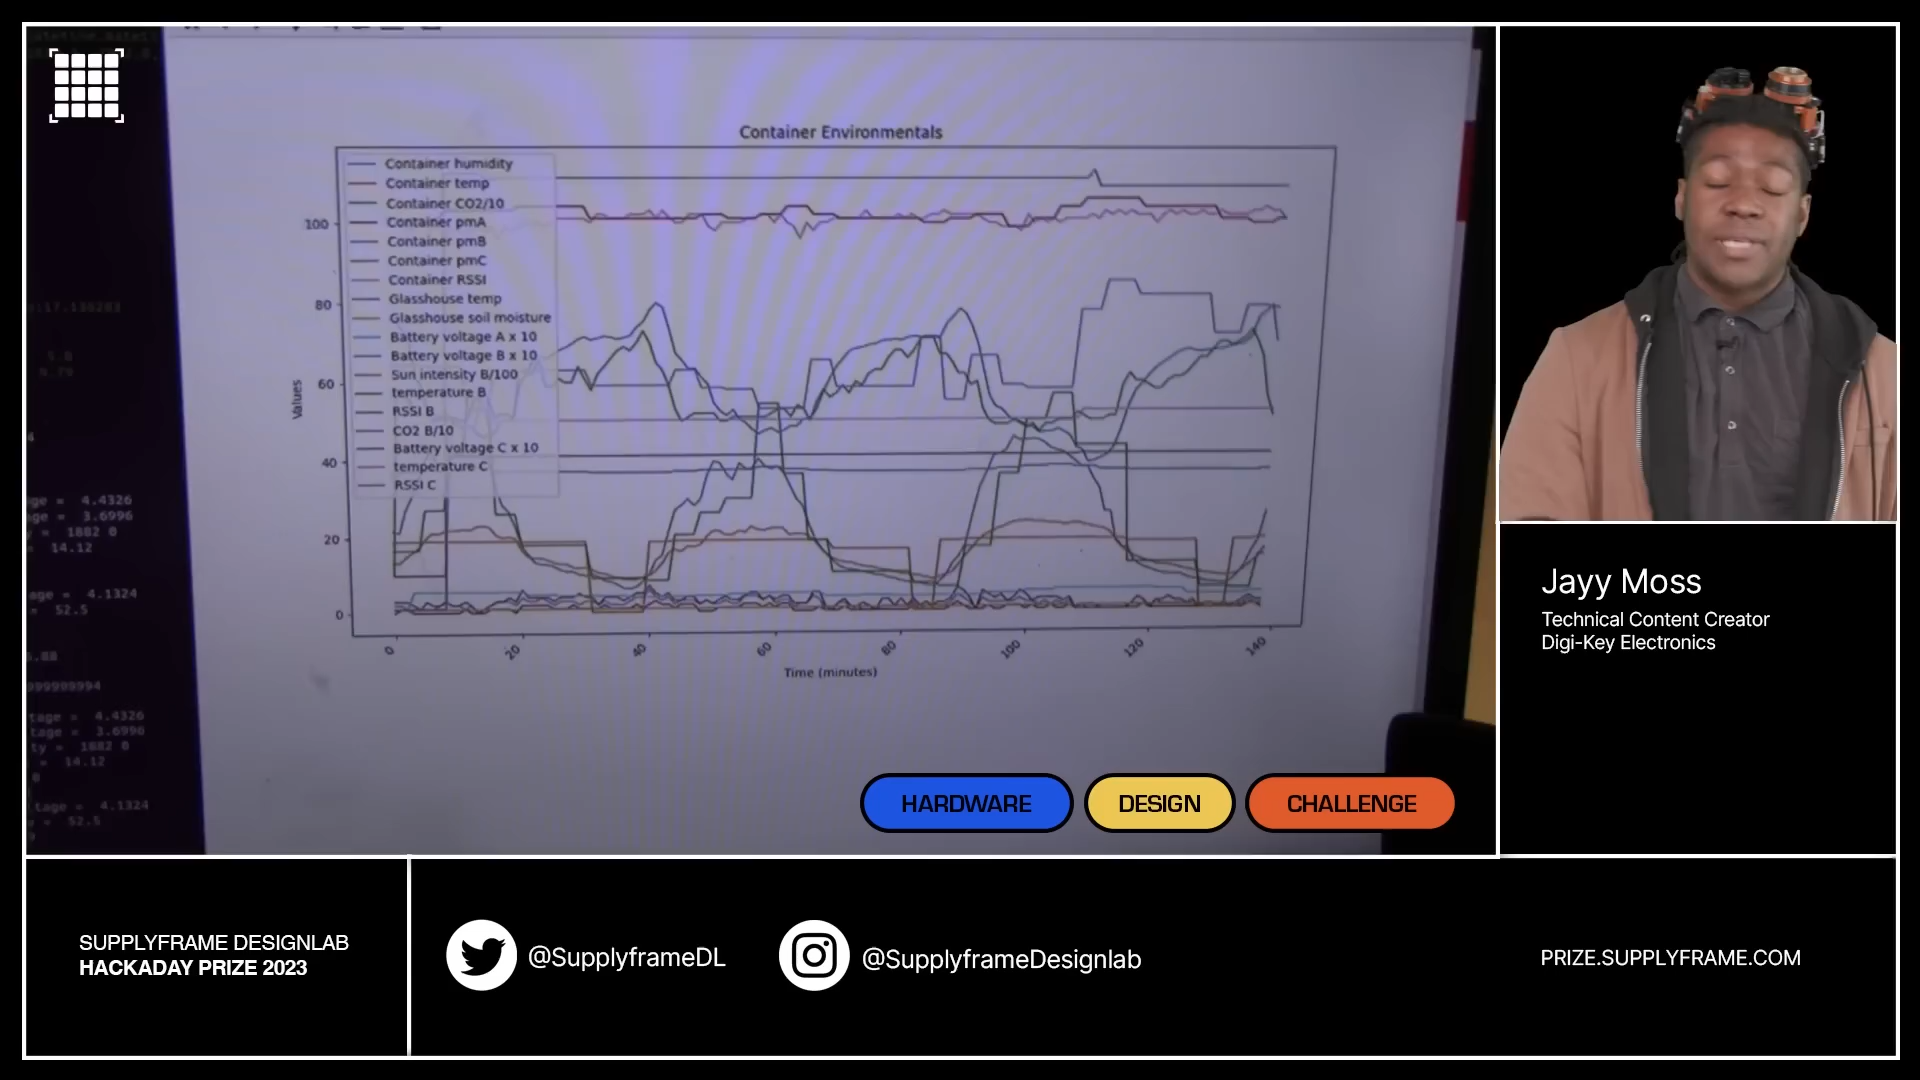 Container Environmentals
Container humidity
Container temp
Container CO2/10
Container pmA
Container pmB
Container pmC
Container RSSI
Glasshouse temp
Glasshouse soil moisture
Battery voltage A x 10
Battery voltage B x 10
Sun intensity B/100
temperature B
RSSI B
CO2 B/10
Battery voltage C x 10
temperature C
RSSI C
Values
100
80
60
40
20
0
0 20 40 60 80 100 120 140
Time (minutes)
= 4.4326
= 3.6996
= 1882 0
= 14.12
= 4.1324
= 52.5
= 4.4326
= 3.6996
= 1882 0
= 14.12
= 4.1324
= 52.5
HARDWARE DESIGN CHALLENGE
Jayy Moss
Technical Content Creator
Digi-Key Electronics
SUPPLYFRAME DESIGNLAB
HACKADAY PRIZE 2023
@SupplyframeDL
@SupplyframeDesignlab
PRIZE.SUPPLYFRAME.COM